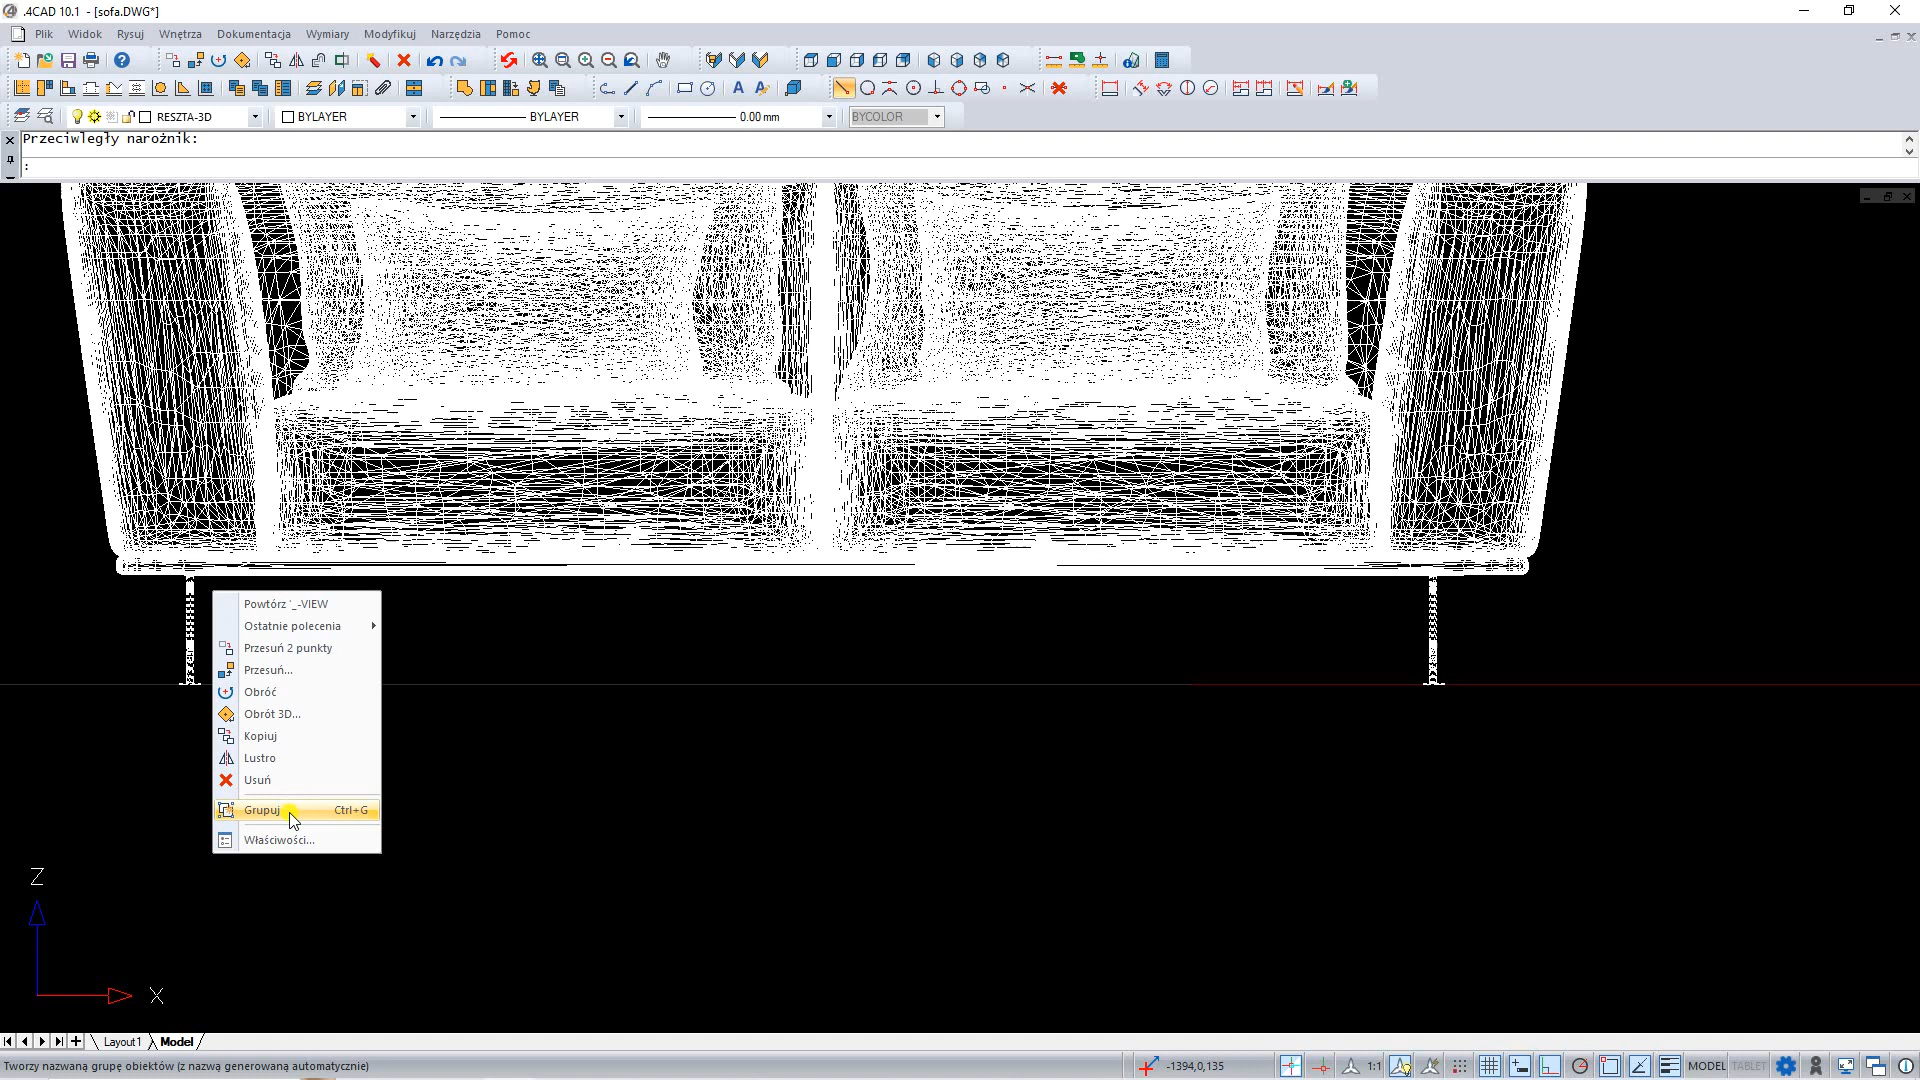 .4CAD 10.1 - [sofa.DWG*]
Plik Widok Rysuj Wnętrza Dokumentacja Wymiary Modyfikuj Narzędzia Pomoc
RESZTA-3D BYLAYER BYLAYER 0.00 mm BYCOLOR
Przeciwległy narożnik:
:
Powtórz '_-VIEW
Ostatnie polecenia
Przesuń 2 punkty
Przesuń...
Obróć
Obrót 3D...
Kopiuj
Lustro
Usuń
Grupuj Ctrl+G
Właściwości...
Z
X
Layout1 Model
Tworzy nazwaną grupę obiektów (z nazwą generowaną automatycznie) -1394,0,135 1:1 MODEL TABLET